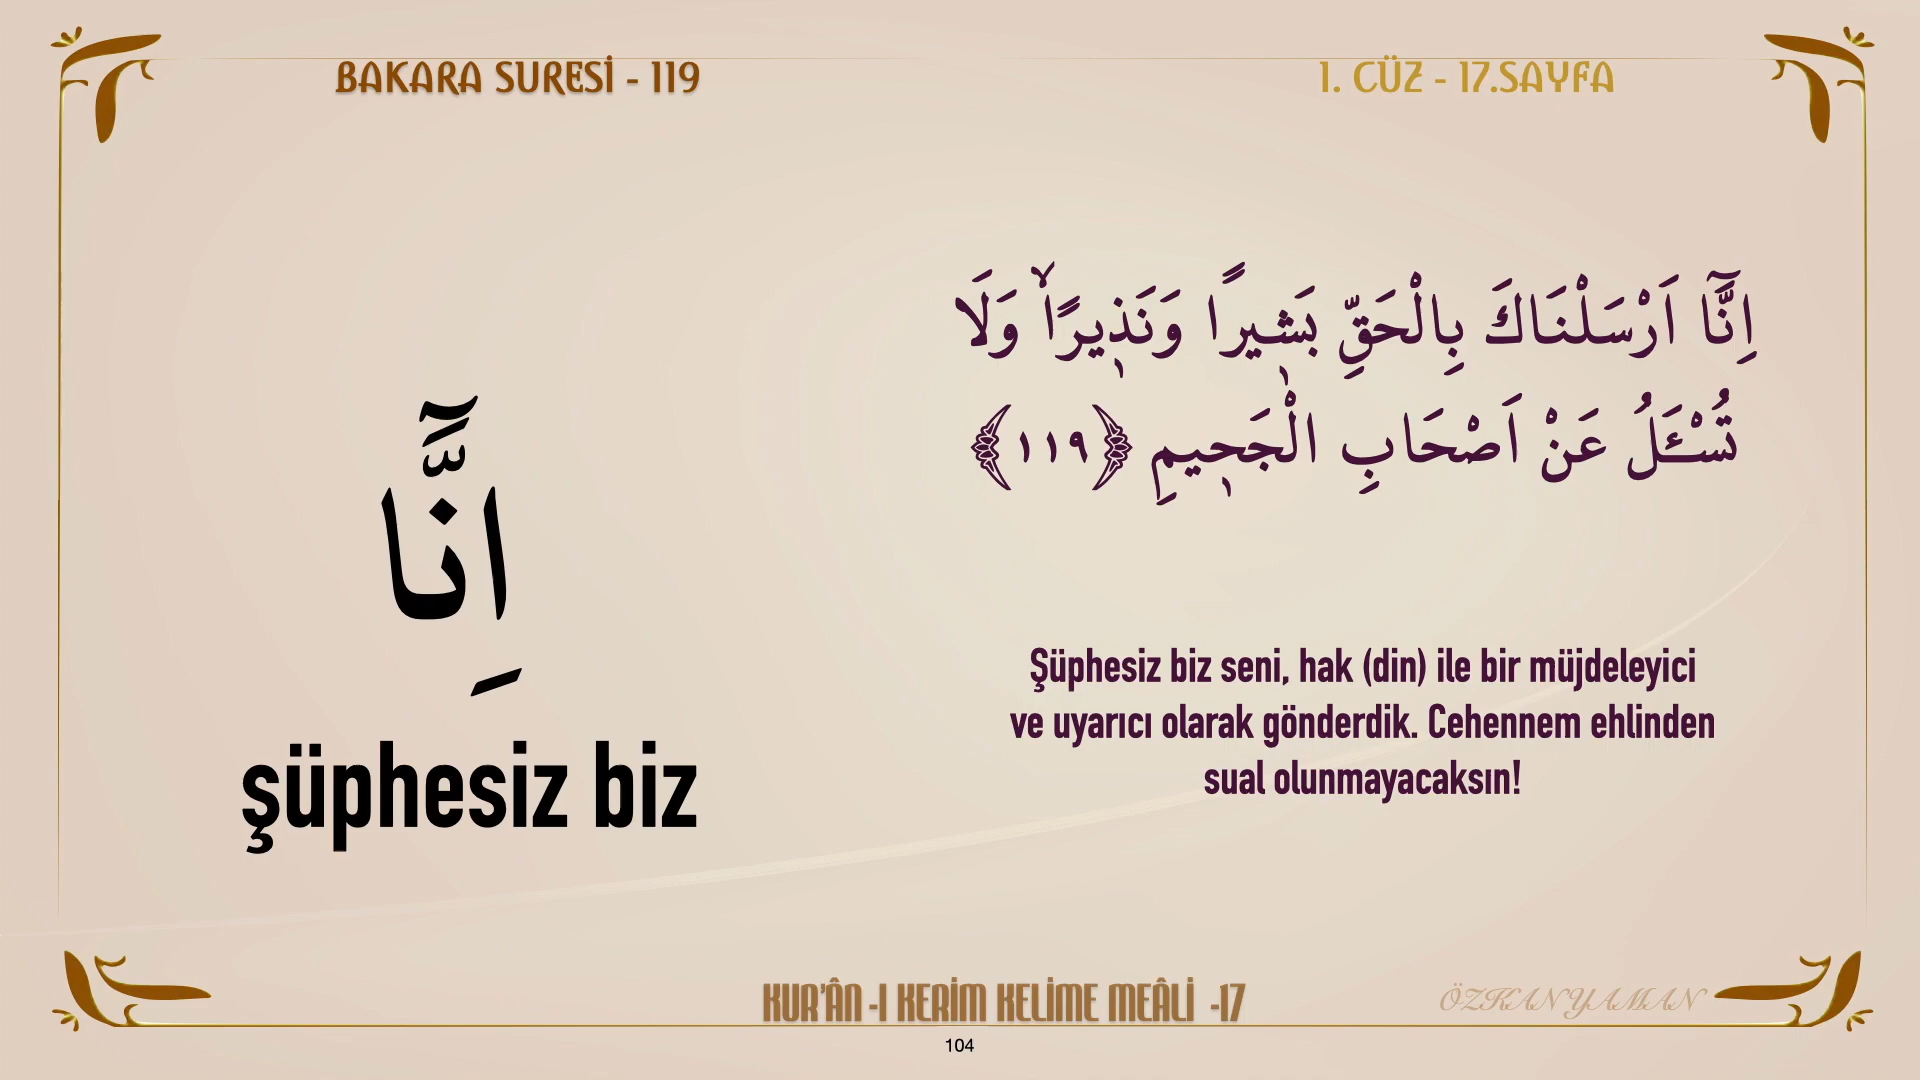 BAKARA SURESİ - 119
1. CÜZ - 17.SAYFA
اِنَّٓا اَرْسَلْنَاكَ بِالْحَقِّ بَش۪يرًا وَنَذ۪يرًاۙ وَلَا
تُسْـَٔلُ عَنْ اَصْحَابِ الْجَح۪يمِ ﴿١١٩﴾
اِنَّٓا
şüphesiz biz
Şüphesiz biz seni, hak (din) ile bir müjdeleyici
ve uyarıcı olarak gönderdik. Cehennem ehlinden
sual olunmayacaksın!
KUR'ÂN -I KERİM KELİME MEÂLİ -17
ÖZKAN YAMAN
104